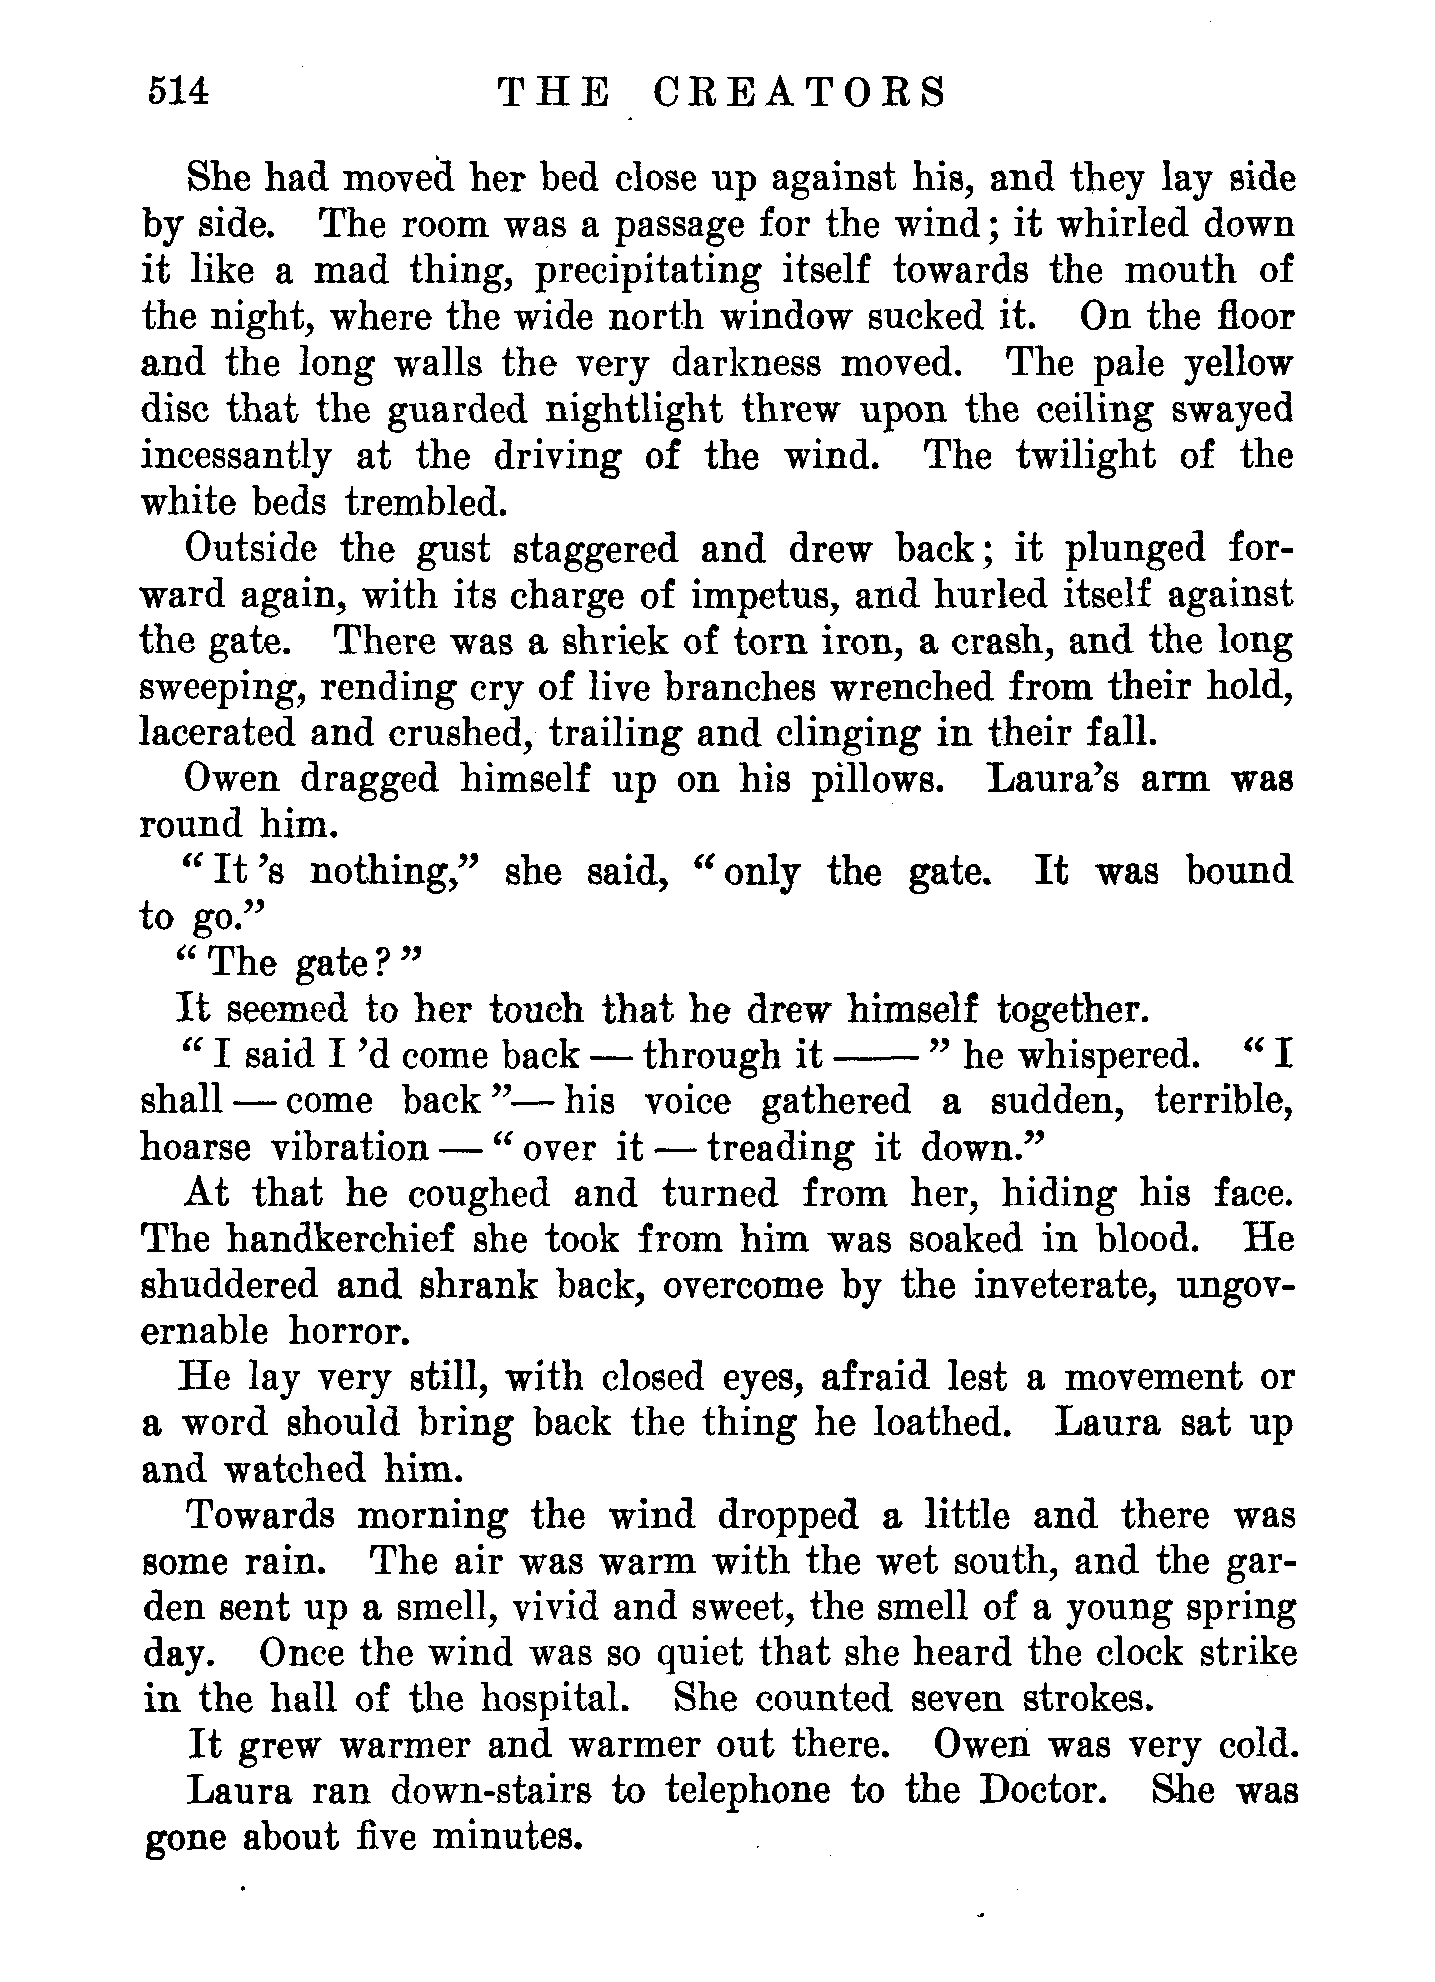 514 THE CREATORS
She had moved her bed close up against his, and they lay side
by side. The room was a passage for the wind; it whirled down
it like a mad thing, precipitating itself towards the mouth of
the night, where the wide north window sucked it. On the floor
and the long walls the very darkness moved. The pale yellow
disc that the guarded nightlight threw upon the ceiling swayed
incessantly at the driving of the wind. The twilight of the
white beds trembled.
Outside the gust staggered and drew back; it plunged for-
ward again, with its charge of impetus, and hurled itself against
the gate. There was a shriek of torn iron, a crash, and the long
sweeping, rending cry of live branches wrenched from their hold,
lacerated and crushed, trailing and clinging in their fall.
Owen dragged himself up on his pillows. Laura's arm was
round him.
"It 's nothing," she said, "only the gate. It was bound
to go."
"The gate?"
It seemed to her touch that he drew himself together.
"I said I 'd come back — through it ——" he whispered. "I
shall — come back"— his voice gathered a sudden, terrible,
hoarse vibration — "over it — treading it down."
At that he coughed and turned from her, hiding his face.
The handkerchief she took from him was soaked in blood. He
shuddered and shrank back, overcome by the inveterate, ungov-
ernable horror.
He lay very still, with closed eyes, afraid lest a movement or
a word should bring back the thing he loathed. Laura sat up
and watched him.
Towards morning the wind dropped a little and there was
some rain. The air was warm with the wet south, and the gar-
den sent up a smell, vivid and sweet, the smell of a young spring
day. Once the wind was so quiet that she heard the clock strike
in the hall of the hospital. She counted seven strokes.
It grew warmer and warmer out there. Owen was very cold.
Laura ran down-stairs to telephone to the Doctor. She was
gone about five minutes.